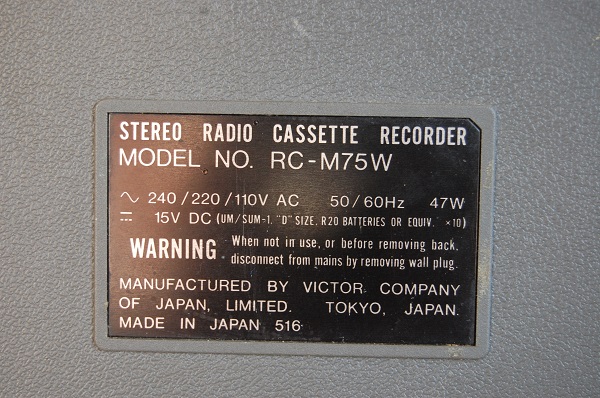 STEREO RADIO CASSETTE RECORDER
MODEL NO. RC-M75W
∿ 240/220/110V AC 50/60Hz 47W
⎓ 15V DC (UM/SUM-1, "D" SIZE, R20 BATTERIES OR EQUIV. ×10)
WARNING When not in use, or before removing back,
disconnect from mains by removing wall plug.
MANUFACTURED BY VICTOR COMPANY
OF JAPAN, LIMITED. TOKYO, JAPAN.
MADE IN JAPAN 516